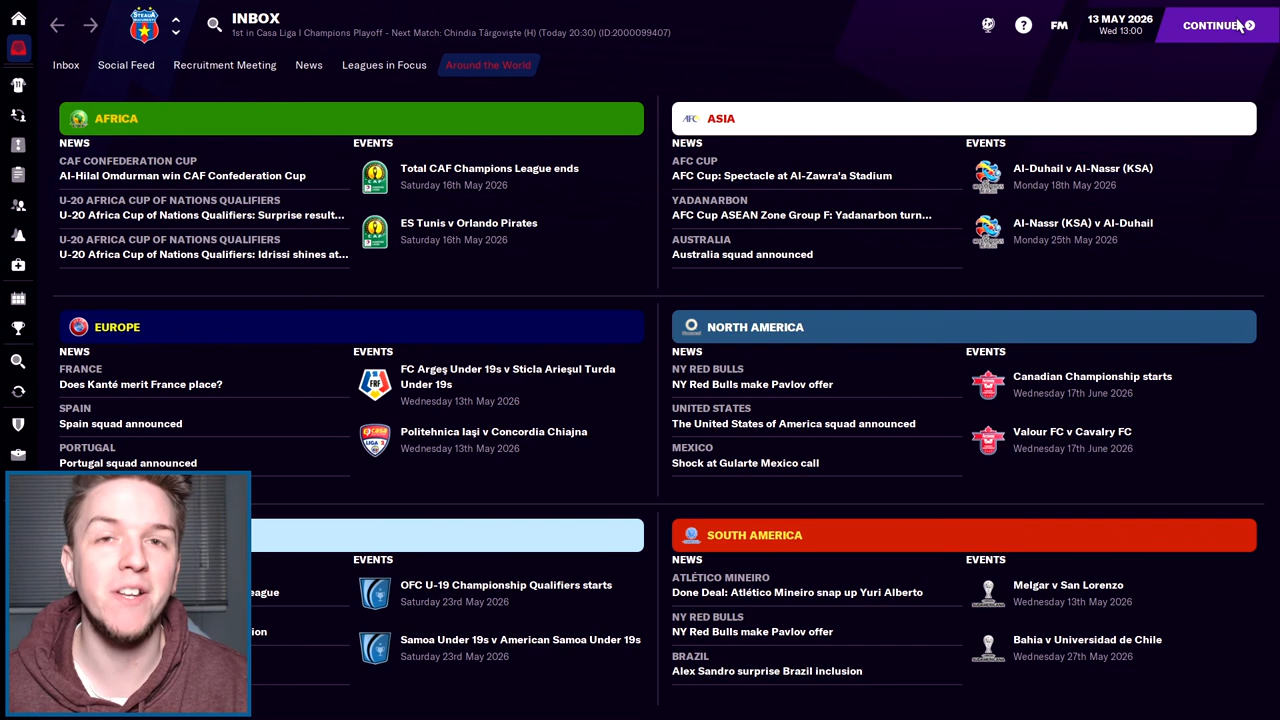 STEAUA
INBOX
1st in Casa Liga I Champions Playoff - Next Match: Chindia Târgoviște (H) (Today 20:30) (ID:2000099407)
?
FM
13 MAY 2026
Wed 13:00
CONTINUE
Inbox
Social Feed
Recruitment Meeting
News
Leagues in Focus
Around the World
AFRICA
NEWS
CAF CONFEDERATION CUP
Al-Hilal Omdurman win CAF Confederation Cup
U-20 AFRICA CUP OF NATIONS QUALIFIERS
U-20 Africa Cup of Nations Qualifiers: Surprise result...
U-20 AFRICA CUP OF NATIONS QUALIFIERS
U-20 Africa Cup of Nations Qualifiers: Idrissi shines at...
EVENTS
Total CAF Champions League ends
Saturday 16th May 2026
ES Tunis v Orlando Pirates
Saturday 16th May 2026
AFC
ASIA
NEWS
AFC CUP
AFC Cup: Spectacle at Al-Zawra'a Stadium
YADANARBON
AFC Cup ASEAN Zone Group F: Yadanarbon turn...
AUSTRALIA
Australia squad announced
EVENTS
Al-Duhail v Al-Nassr (KSA)
Monday 18th May 2026
Al-Nassr (KSA) v Al-Duhail
Monday 25th May 2026
EUROPE
NEWS
FRANCE
Does Kanté merit France place?
SPAIN
Spain squad announced
PORTUGAL
Portugal squad announced
EVENTS
FRF
FC Argeș Under 19s v Sticla Arieșul Turda
Under 19s
Wednesday 13th May 2026
Politehnica Iași v Concordia Chiajna
Wednesday 13th May 2026
NORTH AMERICA
NEWS
NY RED BULLS
NY Red Bulls make Pavlov offer
UNITED STATES
The United States of America squad announced
MEXICO
Shock at Gularte Mexico call
EVENTS
Canadian Championship starts
Wednesday 17th June 2026
Valour FC v Cavalry FC
Wednesday 17th June 2026
eague
ion
EVENTS
OFC U-19 Championship Qualifiers starts
Saturday 23rd May 2026
Samoa Under 19s v American Samoa Under 19s
Saturday 23rd May 2026
SOUTH AMERICA
NEWS
ATLÉTICO MINEIRO
Done Deal: Atlético Mineiro snap up Yuri Alberto
NY RED BULLS
NY Red Bulls make Pavlov offer
BRAZIL
Alex Sandro surprise Brazil inclusion
EVENTS
Melgar v San Lorenzo
Wednesday 13th May 2026
Bahia v Universidad de Chile
Wednesday 27th May 2026